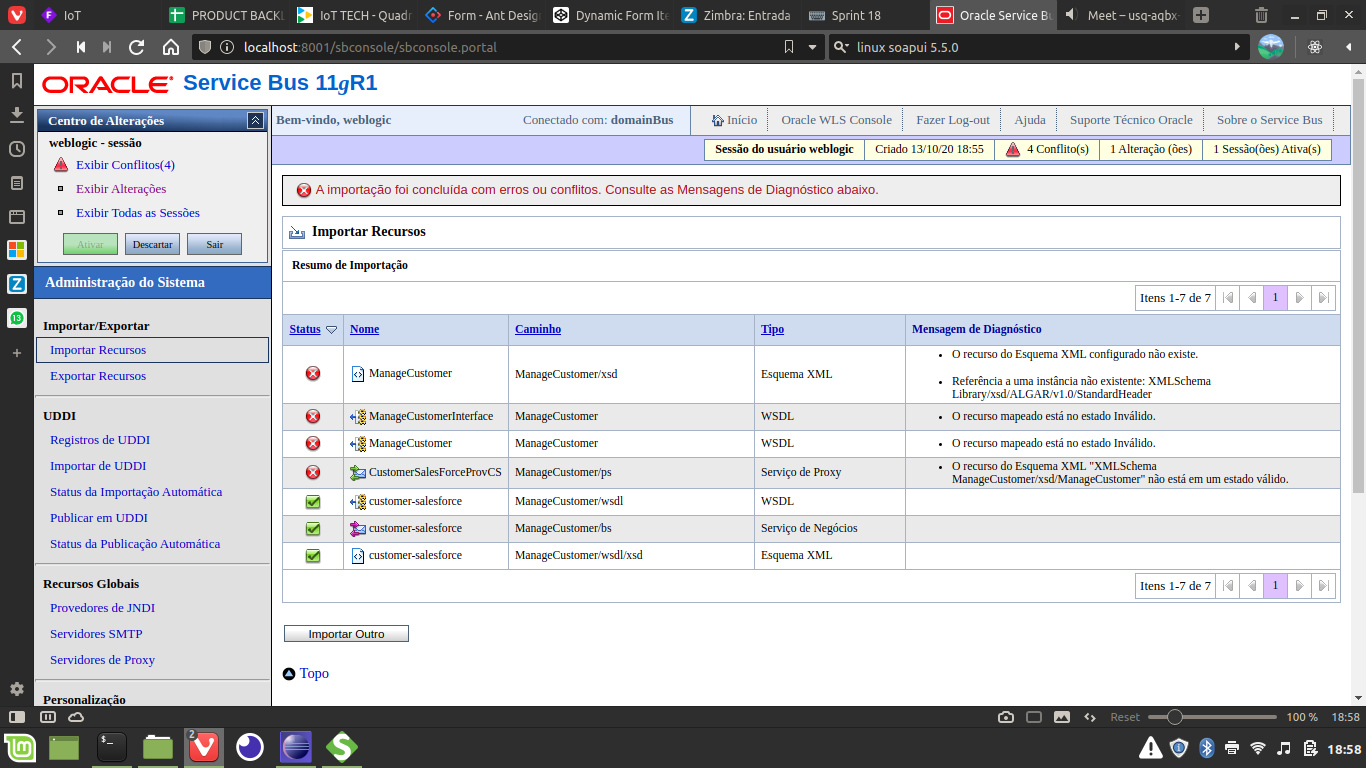 IoT
PRODUCT BACKL
IoT TECH - Quadr
Form - Ant Design
Dynamic Form Ite
Zimbra: Entrada
Sprint 18
Oracle Service Bu
Meet – usq-aqbx-
localhost:8001/sbconsole/sbconsole.portal
linux soapui 5.5.0
ORACLE Service Bus 11gR1
Centro de Alterações
weblogic - sessão
Exibir Conflitos(4)
Exibir Alterações
Exibir Todas as Sessões
Ativar
Descartar
Sair
Administração do Sistema
Importar/Exportar
Importar Recursos
Exportar Recursos
UDDI
Registros de UDDI
Importar de UDDI
Status da Importação Automática
Publicar em UDDI
Status da Publicação Automática
Recursos Globais
Provedores de JNDI
Servidores SMTP
Servidores de Proxy
Personalização
Bem-vindo, weblogic
Conectado com: domainBus
Início
Oracle WLS Console
Fazer Log-out
Ajuda
Suporte Técnico Oracle
Sobre o Service Bus
Sessão do usuário weblogic
Criado 13/10/20 18:55
4 Conflito(s)
1 Alteração (ões)
1 Sessão(ões) Ativa(s)
A importação foi concluída com erros ou conflitos. Consulte as Mensagens de Diagnóstico abaixo.
Importar Recursos
Resumo de Importação
Itens 1-7 de 7
1
Status
Nome
Caminho
Tipo
Mensagem de Diagnóstico
ManageCustomer
ManageCustomer/xsd
Esquema XML
• O recurso do Esquema XML configurado não existe.
• Referência a uma instância não existente: XMLSchema
Library/xsd/ALGAR/v1.0/StandardHeader
ManageCustomerInterface
ManageCustomer
WSDL
• O recurso mapeado está no estado Inválido.
ManageCustomer
ManageCustomer
WSDL
• O recurso mapeado está no estado Inválido.
CustomerSalesForceProvCS
ManageCustomer/ps
Serviço de Proxy
• O recurso do Esquema XML "XMLSchema
ManageCustomer/xsd/ManageCustomer" não está em um estado válido.
customer-salesforce
ManageCustomer/wsdl
WSDL
customer-salesforce
ManageCustomer/bs
Serviço de Negócios
customer-salesforce
ManageCustomer/wsdl/xsd
Esquema XML
Itens 1-7 de 7
1
Importar Outro
Topo
13
Reset
100 %
18:58
2
18:58